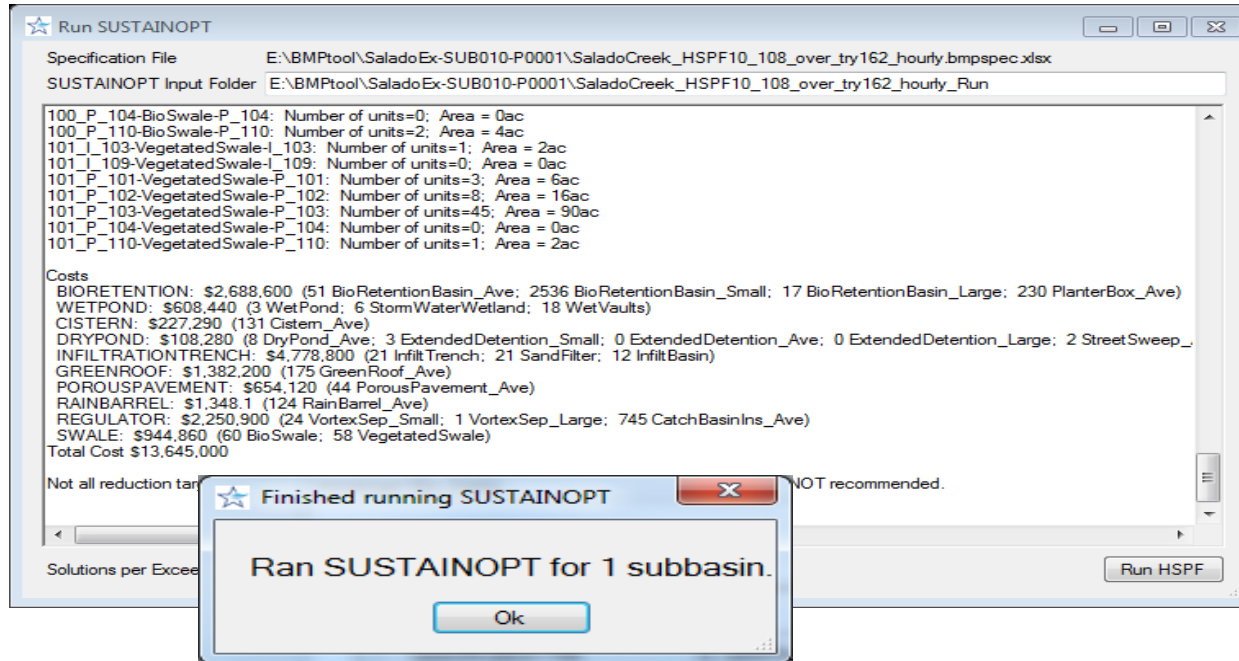 Run SUSTAINOPT
Specification File E:\BMPtool\SaladoEx-SUB010-P0001\SaladoCreek_HSPF10_108_over_try162_hourly.bmpspec.xlsx
SUSTAINOPT Input Folder E:\BMPtool\SaladoEx-SUB010-P0001\SaladoCreek_HSPF10_108_over_try162_hourly_Run
100_P_104-BioSwale-P_104: Number of units=0; Area = 0ac
100_P_110-BioSwale-P_110: Number of units=2; Area = 4ac
101_I_103-VegetatedSwale-I_103: Number of units=1; Area = 2ac
101_I_109-VegetatedSwale-I_109: Number of units=0; Area = 0ac
101_P_101-VegetatedSwale-P_101: Number of units=3; Area = 6ac
101_P_102-VegetatedSwale-P_102: Number of units=8; Area = 16ac
101_P_103-VegetatedSwale-P_103: Number of units=45; Area = 90ac
101_P_104-VegetatedSwale-P_104: Number of units=0; Area = 0ac
101_P_110-VegetatedSwale-P_110: Number of units=1; Area = 2ac
Costs
BIORETENTION: $2,688,600 (51 BioRetentionBasin_Ave; 2536 BioRetentionBasin_Small; 17 BioRetentionBasin_Large; 230 PlanterBox_Ave)
WETPOND: $608,440 (3 WetPond; 6 StormWaterWetland; 18 WetVaults)
CISTERN: $227,290 (131 Cistern_Ave)
DRYPOND: $108,280 (8 DryPond_Ave; 3 ExtendedDetention_Small; 0 ExtendedDetention_Ave; 0 ExtendedDetention_Large; 2 StreetSweep_
INFILTRATIONTRENCH: $4,778,800 (21 InfiltTrench; 21 SandFilter; 12 InfiltBasin)
GREENROOF: $1,382,200 (175 GreenRoof_Ave)
POROUSPAVEMENT: $654,120 (44 PorousPavement_Ave)
RAINBARREL: $1,348.1 (124 RainBarrel_Ave)
REGULATOR: $2,250,900 (24 VortexSep_Small; 1 VortexSep_Large; 745 CatchBasinIns_Ave)
SWALE: $944,860 (60 BioSwale; 58 VegetatedSwale)
Total Cost $13,645,000
Not all reduction NOT recommended.
Finished running SUSTAINOPT
Ran SUSTAINOPT for 1 subbasin.
Ok
Solutions per Run HSPF